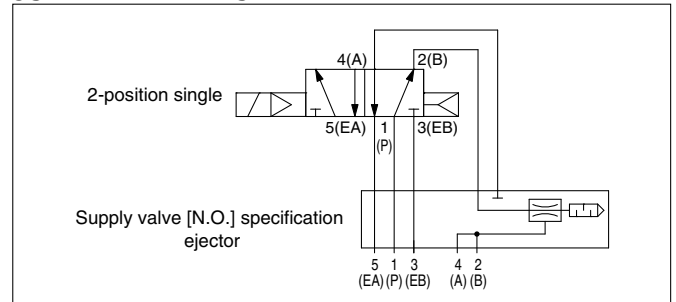 4(A) 2(B)
2-position single
5(EA) 1 3(EB)
(P)
Supply valve [N.O.] specification
ejector
5 1 3 4 2
(EA) (P) (EB) (A) (B)